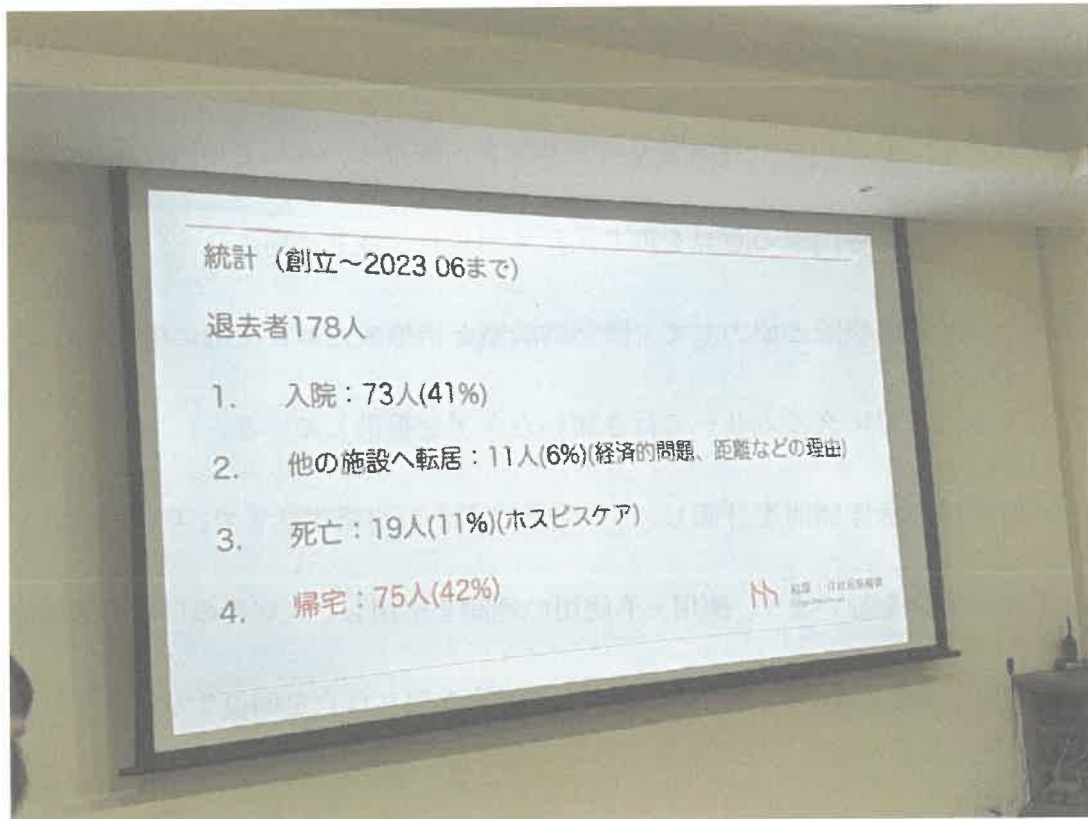 統計（創立〜2023 06まで）
退去者178人
1. 入院：73人(41%)
2. 他の施設へ転居：11人(6%)(経済的問題、距離などの理由)
3. 死亡：19人(11%)(ホスピスケア)
4. 帰宅：75人(42%)